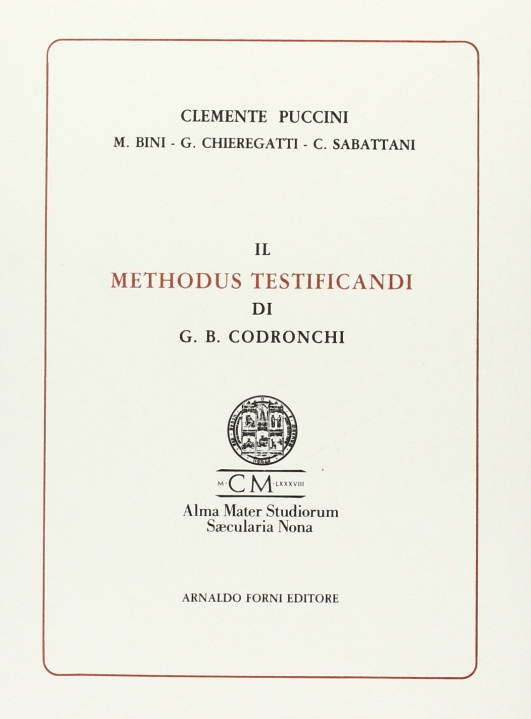 CLEMENTE PUCCINI
M. BINI - G. CHIEREGATTI - C. SABATTANI
IL
METHODUS TESTIFICANDI
DI
G. B. CODRONCHI
M · CM · LXXXVIII
Alma Mater Studiorum
Sæcularia Nona
ARNALDO FORNI EDITORE